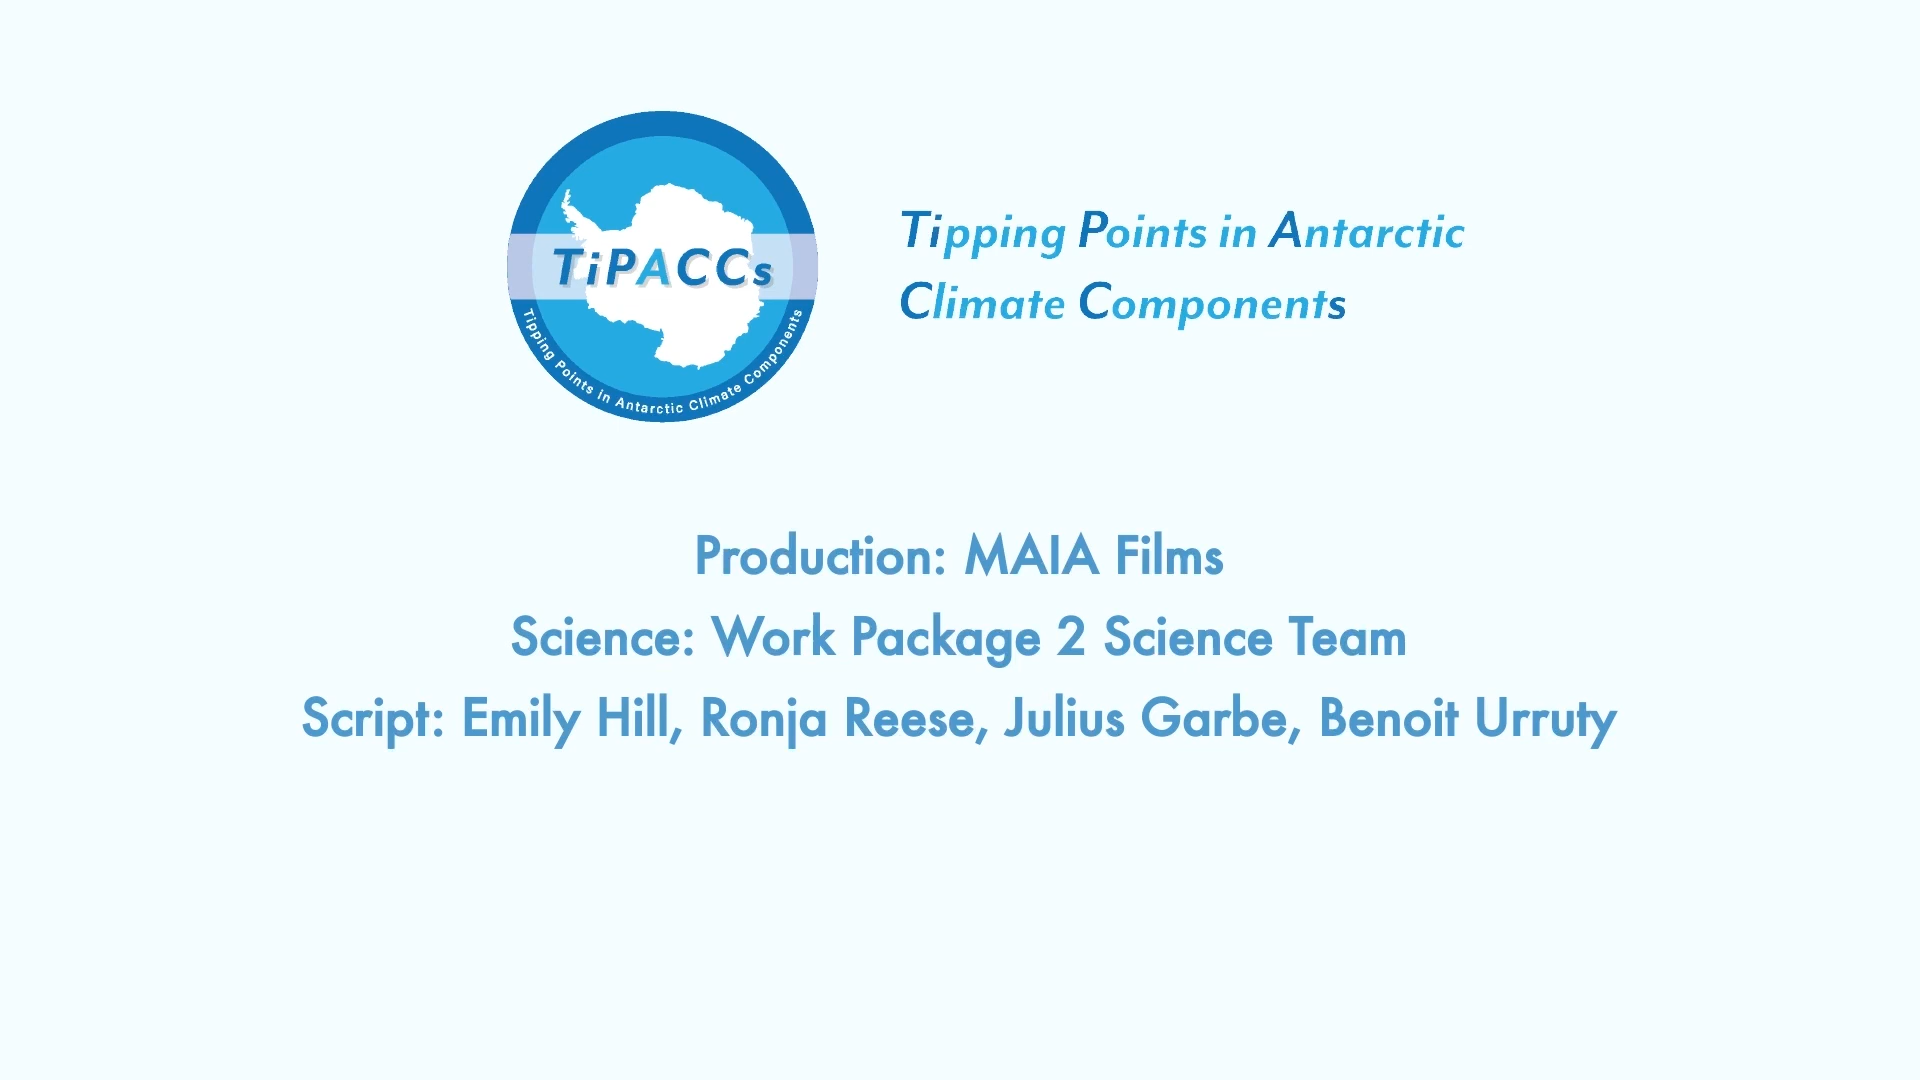 TiPACCs
Tipping Points in Antarctic Climate Components
Tipping Points in Antarctic
Climate Components
Production: MAIA Films
Science: Work Package 2 Science Team
Script: Emily Hill, Ronja Reese, Julius Garbe, Benoit Urruty